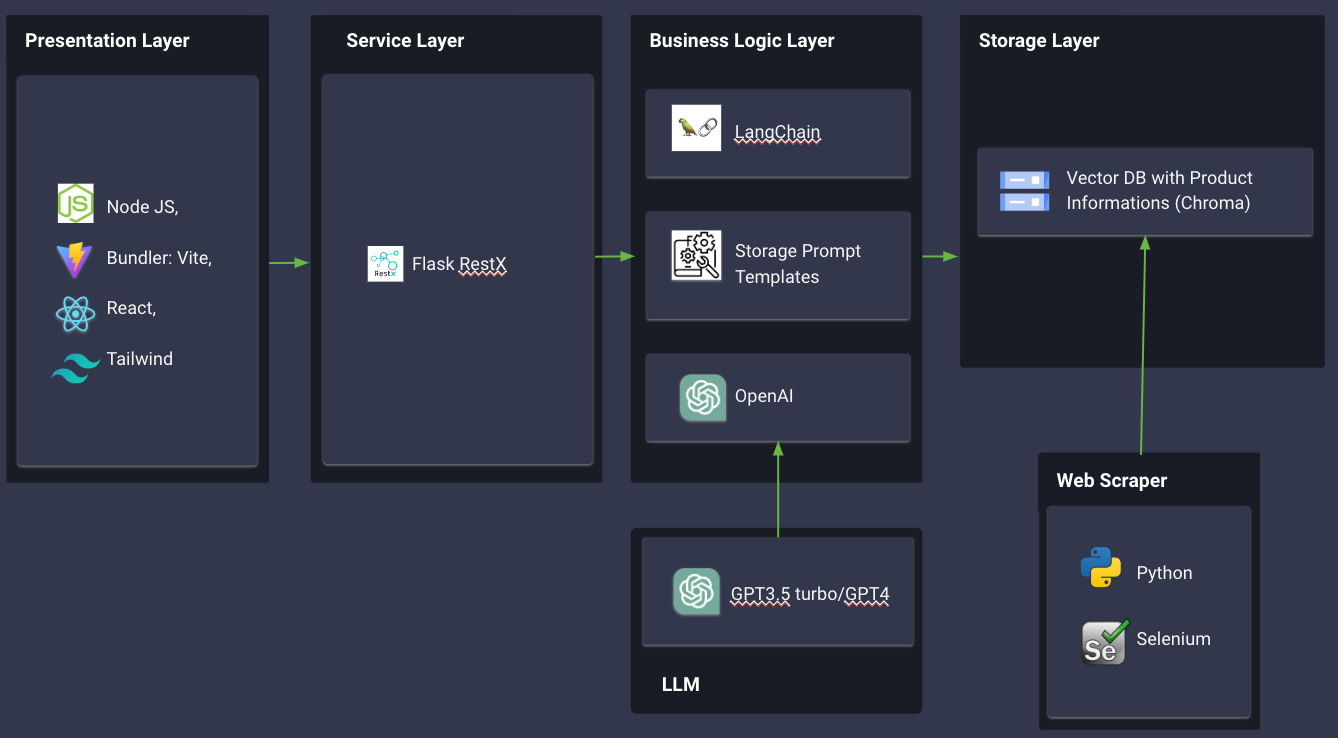 Presentation Layer
Node JS,
Bundler: Vite,
React,
Tailwind
Service Layer
RestX
Flask RestX
Business Logic Layer
LangChain
Storage Prompt
Templates
OpenAI
GPT3.5 turbo/GPT4
LLM
Storage Layer
Vector DB with Product
Informations (Chroma)
Web Scraper
Python
Se
Selenium